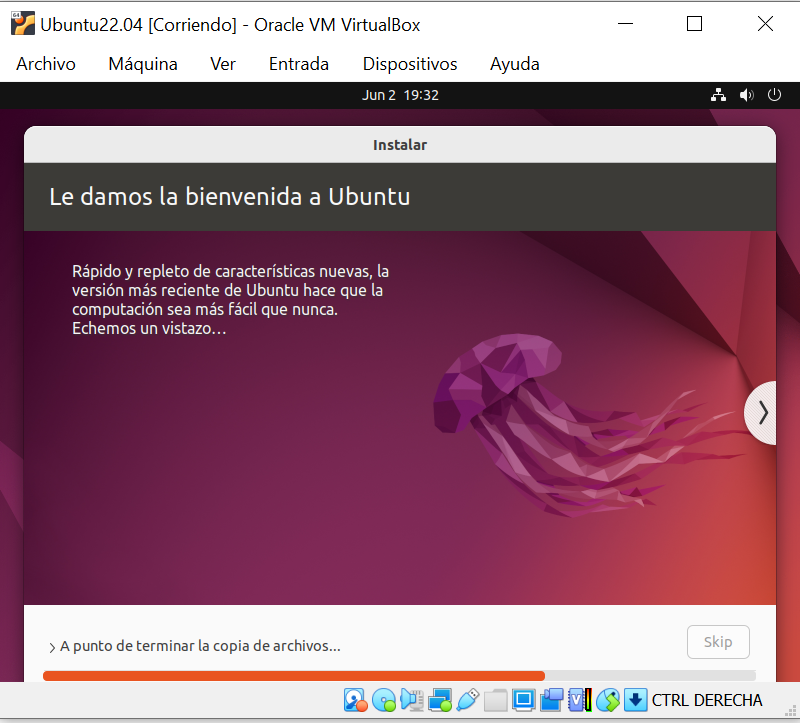 Ubuntu22.04 [Corriendo] - Oracle VM VirtualBox
Archivo Máquina Ver Entrada Dispositivos Ayuda
Jun 2 19:32
Instalar
Le damos la bienvenida a Ubuntu
Rápido y repleto de características nuevas, la
versión más reciente de Ubuntu hace que la
computación sea más fácil que nunca.
Echemos un vistazo...
A punto de terminar la copia de archivos...
Skip
CTRL DERECHA